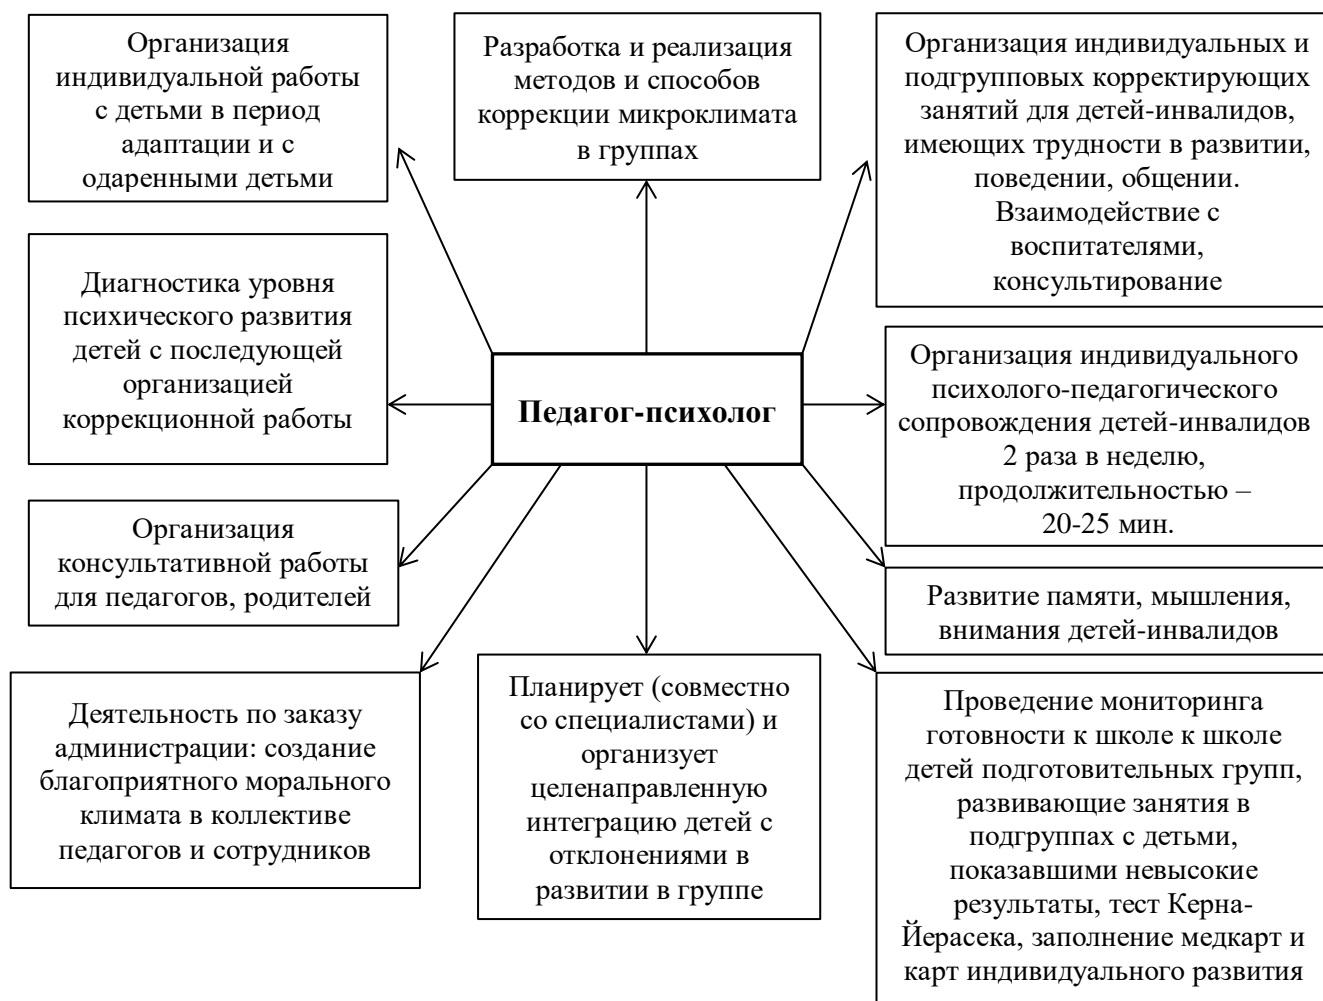 Организация
индивидуальной работы
с детьми в период
адаптации и с
одаренными детьми
Разработка и реализация
методов и способов
коррекции микроклимата
в группах
Организация индивидуальных и
подгрупповых корректирующих
занятий для детей-инвалидов,
имеющих трудности в развитии,
поведении, общении.
Взаимодействие с
воспитателями,
консультирование
Диагностика уровня
психического развития
детей с последующей
организацией
коррекционной работы
Педагог-психолог
Организация индивидуального
психолого-педагогического
сопровождения детей-инвалидов
2 раза в неделю,
продолжительностью –
20-25 мин.
Организация
консультативной работы
для педагогов, родителей
Развитие памяти, мышления,
внимания детей-инвалидов
Деятельность по заказу
администрации: создание
благоприятного морального
климата в коллективе
педагогов и сотрудников
Планирует (совместно
со специалистами) и
организует
целенаправленную
интеграцию детей с
отклонениями в
развитии в группе
Проведение мониторинга
готовности к школе к школе
детей подготовительных групп,
развивающие занятия в
подгруппах с детьми,
показавшими невысокие
результаты, тест Керна-
Йерасека, заполнение медкарт и
карт индивидуального развития